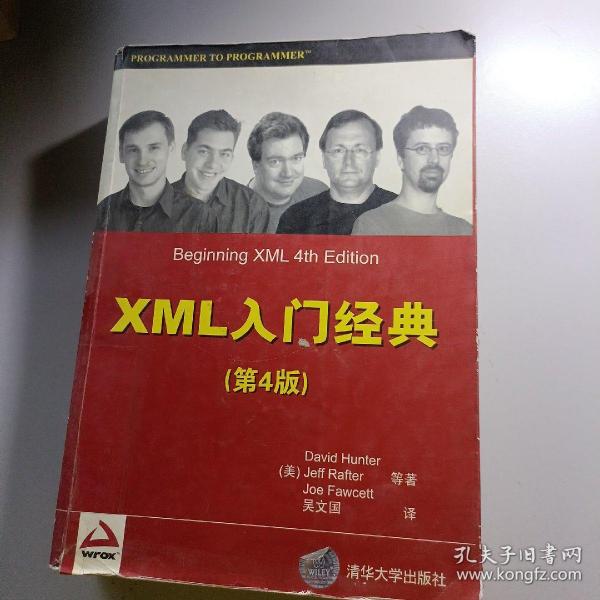 PROGRAMMER TO PROGRAMMER™
Beginning XML 4th Edition
XML入门经典
(第4版)
David Hunter
(美) Jeff Rafter 等著
Joe Fawcett
吴文国 译
wrox™
WILEY
清华大学出版社
孔夫子旧书网
www.kongfz.com